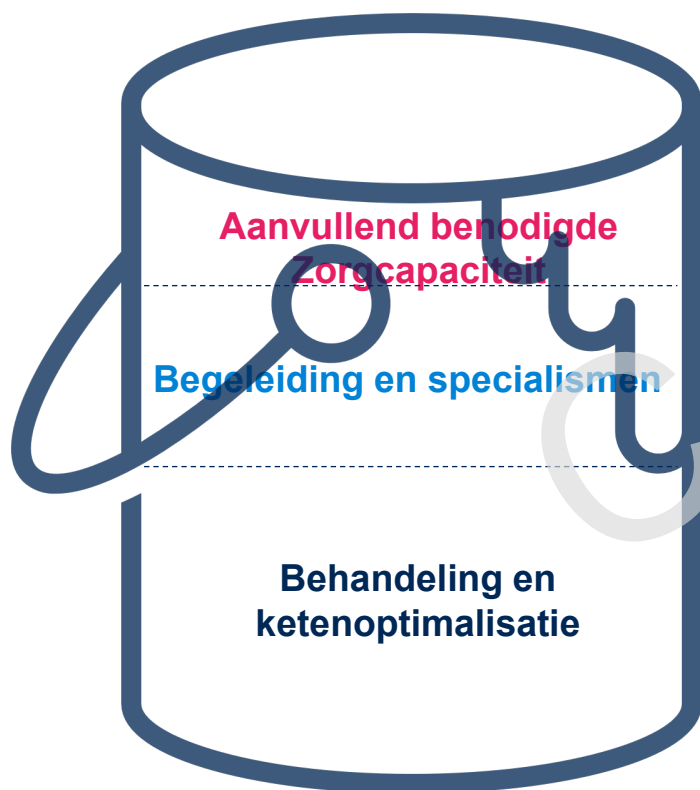 Aanvullend benodigde
Zorgcapaciteit
Begeleiding en specialismen
Behandeling en
ketenoptimalisatie